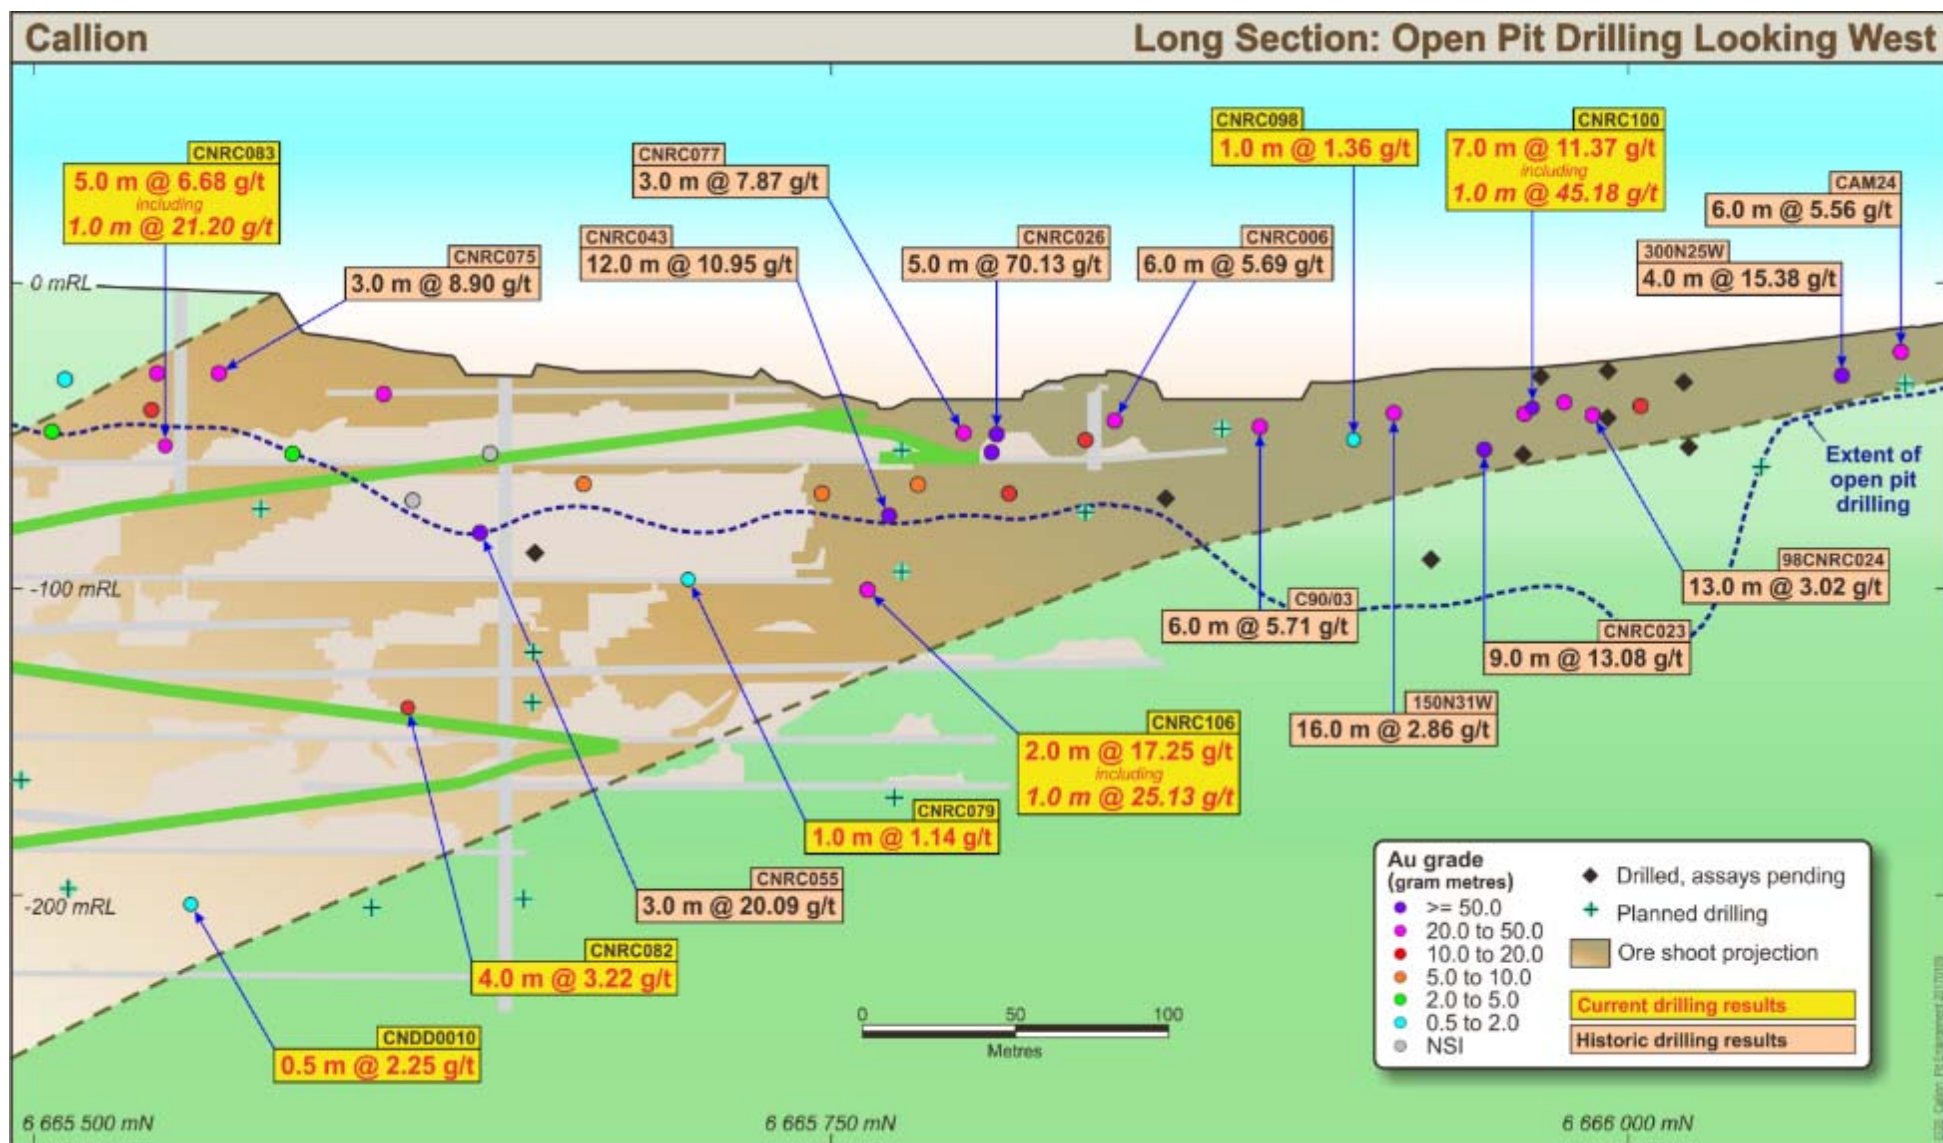 Callion
Long Section: Open Pit Drilling Looking West
CNRC083
5.0 m @ 6.68 g/t
including
1.0 m @ 21.20 g/t
CNRC075
3.0 m @ 8.90 g/t
CNRC077
3.0 m @ 7.87 g/t
CNRC043
12.0 m @ 10.95 g/t
CNRC026
5.0 m @ 70.13 g/t
CNRC006
6.0 m @ 5.69 g/t
CNRC098
1.0 m @ 1.36 g/t
CNRC100
7.0 m @ 11.37 g/t
including
1.0 m @ 45.18 g/t
CAM24
6.0 m @ 5.56 g/t
300N25W
4.0 m @ 15.38 g/t
0 mRL
-100 mRL
-200 mRL
Extent of
open pit
drilling
98CNRC024
13.0 m @ 3.02 g/t
C90/03
6.0 m @ 5.71 g/t
CNRC023
9.0 m @ 13.08 g/t
150N31W
16.0 m @ 2.86 g/t
CNRC106
2.0 m @ 17.25 g/t
including
1.0 m @ 25.13 g/t
CNRC079
1.0 m @ 1.14 g/t
CNRC055
3.0 m @ 20.09 g/t
CNRC082
4.0 m @ 3.22 g/t
CNDD0010
0.5 m @ 2.25 g/t
0 50 100
Metres
Au grade
(gram metres)
>= 50.0
20.0 to 50.0
10.0 to 20.0
5.0 to 10.0
2.0 to 5.0
0.5 to 2.0
NSI
Drilled, assays pending
Planned drilling
Ore shoot projection
Current drilling results
Historic drilling results
6 665 500 mN
6 665 750 mN
6 666 000 mN